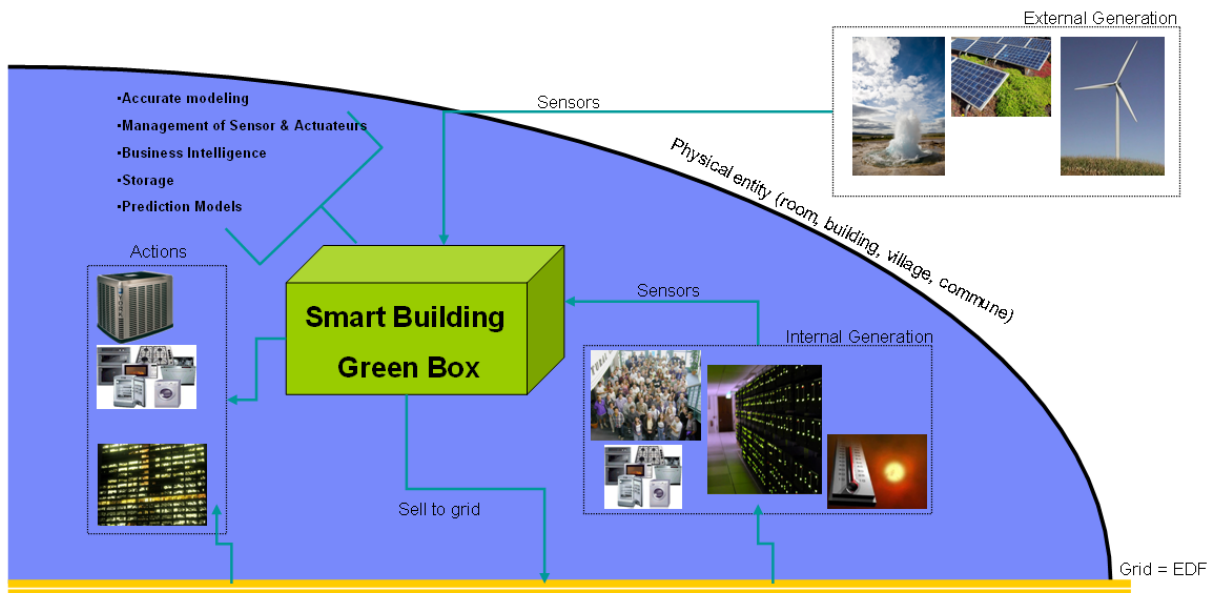 External Generation
•Accurate modeling
•Management of Sensor & Actuateurs
•Business Intelligence
•Storage
•Prediction Models
Sensors
Physical entity (room, building, village, commune)
Actions
Smart Building
Green Box
Sensors
Internal Generation
Sell to grid
Grid = EDF